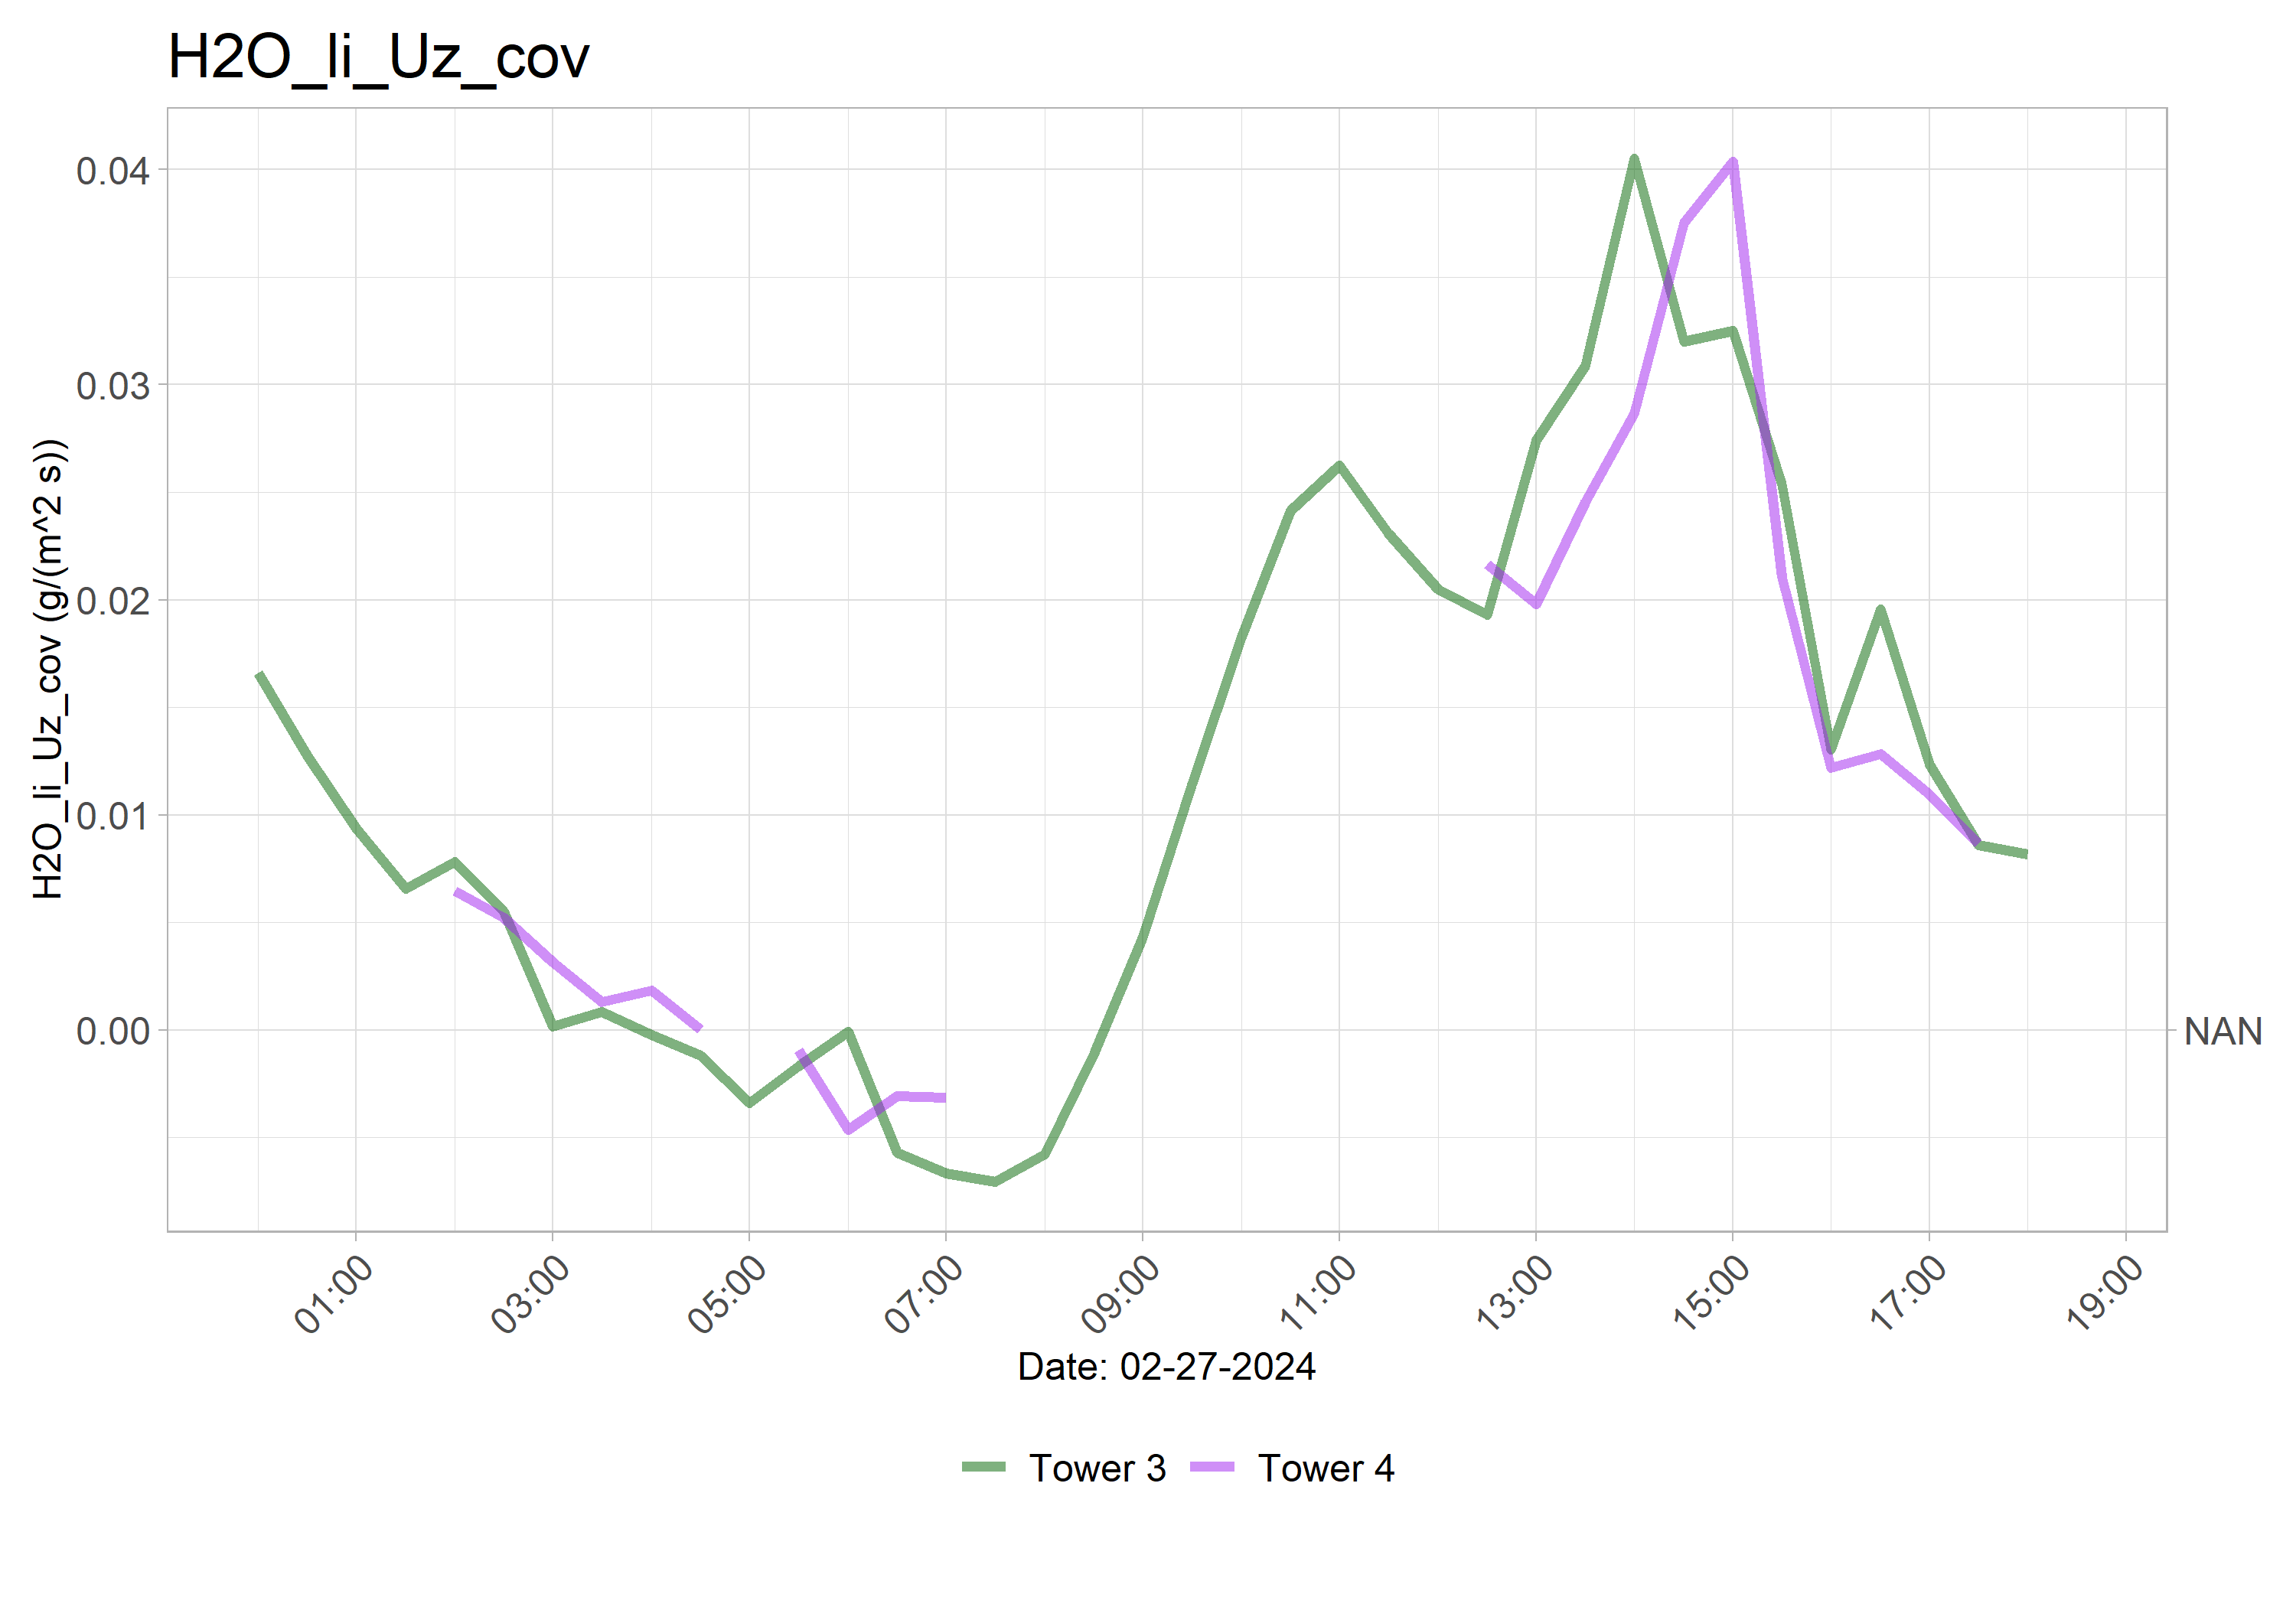 H2O_li_Uz_cov
H2O_li_Uz_cov (g/(m^2 s))
0.04
0.03
0.02
0.01
0.00
NAN
01:00
03:00
05:00
07:00
09:00
11:00
13:00
15:00
17:00
19:00
Date: 02-27-2024
Tower 3
Tower 4